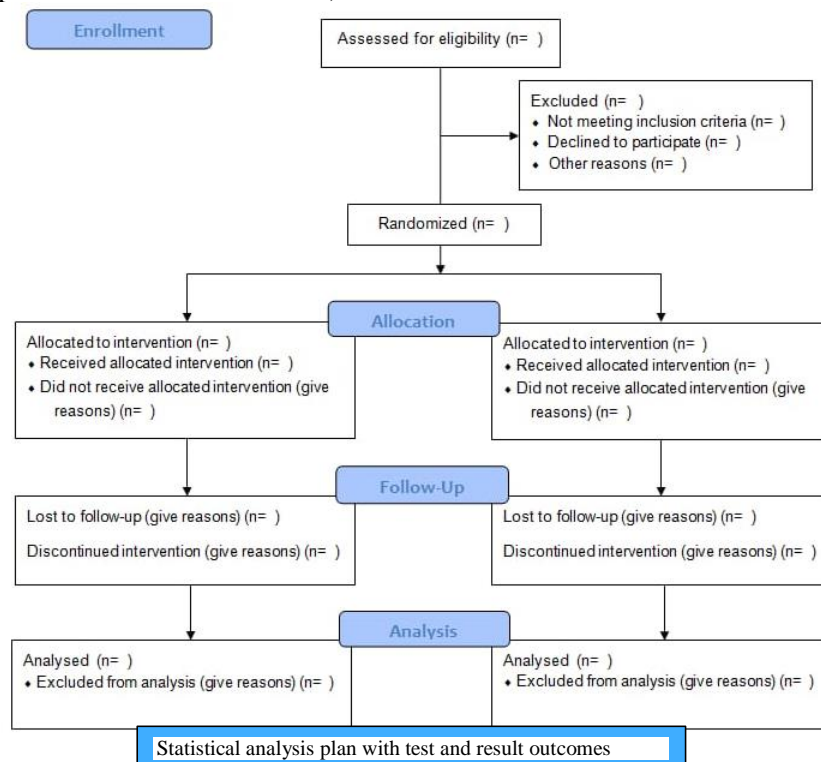 Enrollment
Assessed for eligibility (n= )
Excluded (n= )
⬥ Not meeting inclusion criteria (n= )
⬥ Declined to participate (n= )
⬥ Other reasons (n= )
Randomized (n= )
Allocation
Allocated to intervention (n= )
⬥ Received allocated intervention (n= )
⬥ Did not receive allocated intervention (give
reasons) (n= )
Allocated to intervention (n= )
⬥ Received allocated intervention (n= )
⬥ Did not receive allocated intervention (give
reasons) (n= )
Follow-Up
Lost to follow-up (give reasons) (n= )
Discontinued intervention (give reasons) (n= )
Lost to follow-up (give reasons) (n= )
Discontinued intervention (give reasons) (n= )
Analysis
Analysed (n= )
⬥ Excluded from analysis (give reasons) (n= )
Analysed (n= )
⬥ Excluded from analysis (give reasons) (n= )
Statistical analysis plan with test and result outcomes